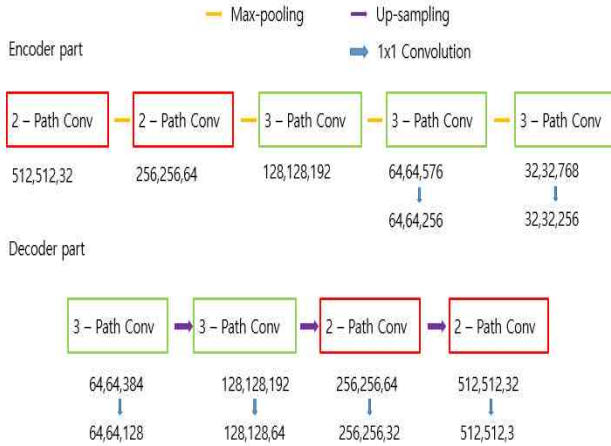 Max-pooling
Up-sampling
Encoder part
1x1 Convolution
2 – Path Conv
2 – Path Conv
3 – Path Conv
3 – Path Conv
3 – Path Conv
512,512,32
256,256,64
128,128,192
64,64,576
32,32,768
64,64,256
32,32,256
Decoder part
3 – Path Conv
3 – Path Conv
2 – Path Conv
2 – Path Conv
64,64,384
128,128,192
256,256,64
512,512,32
64,64,128
128,128,64
256,256,32
512,512,3